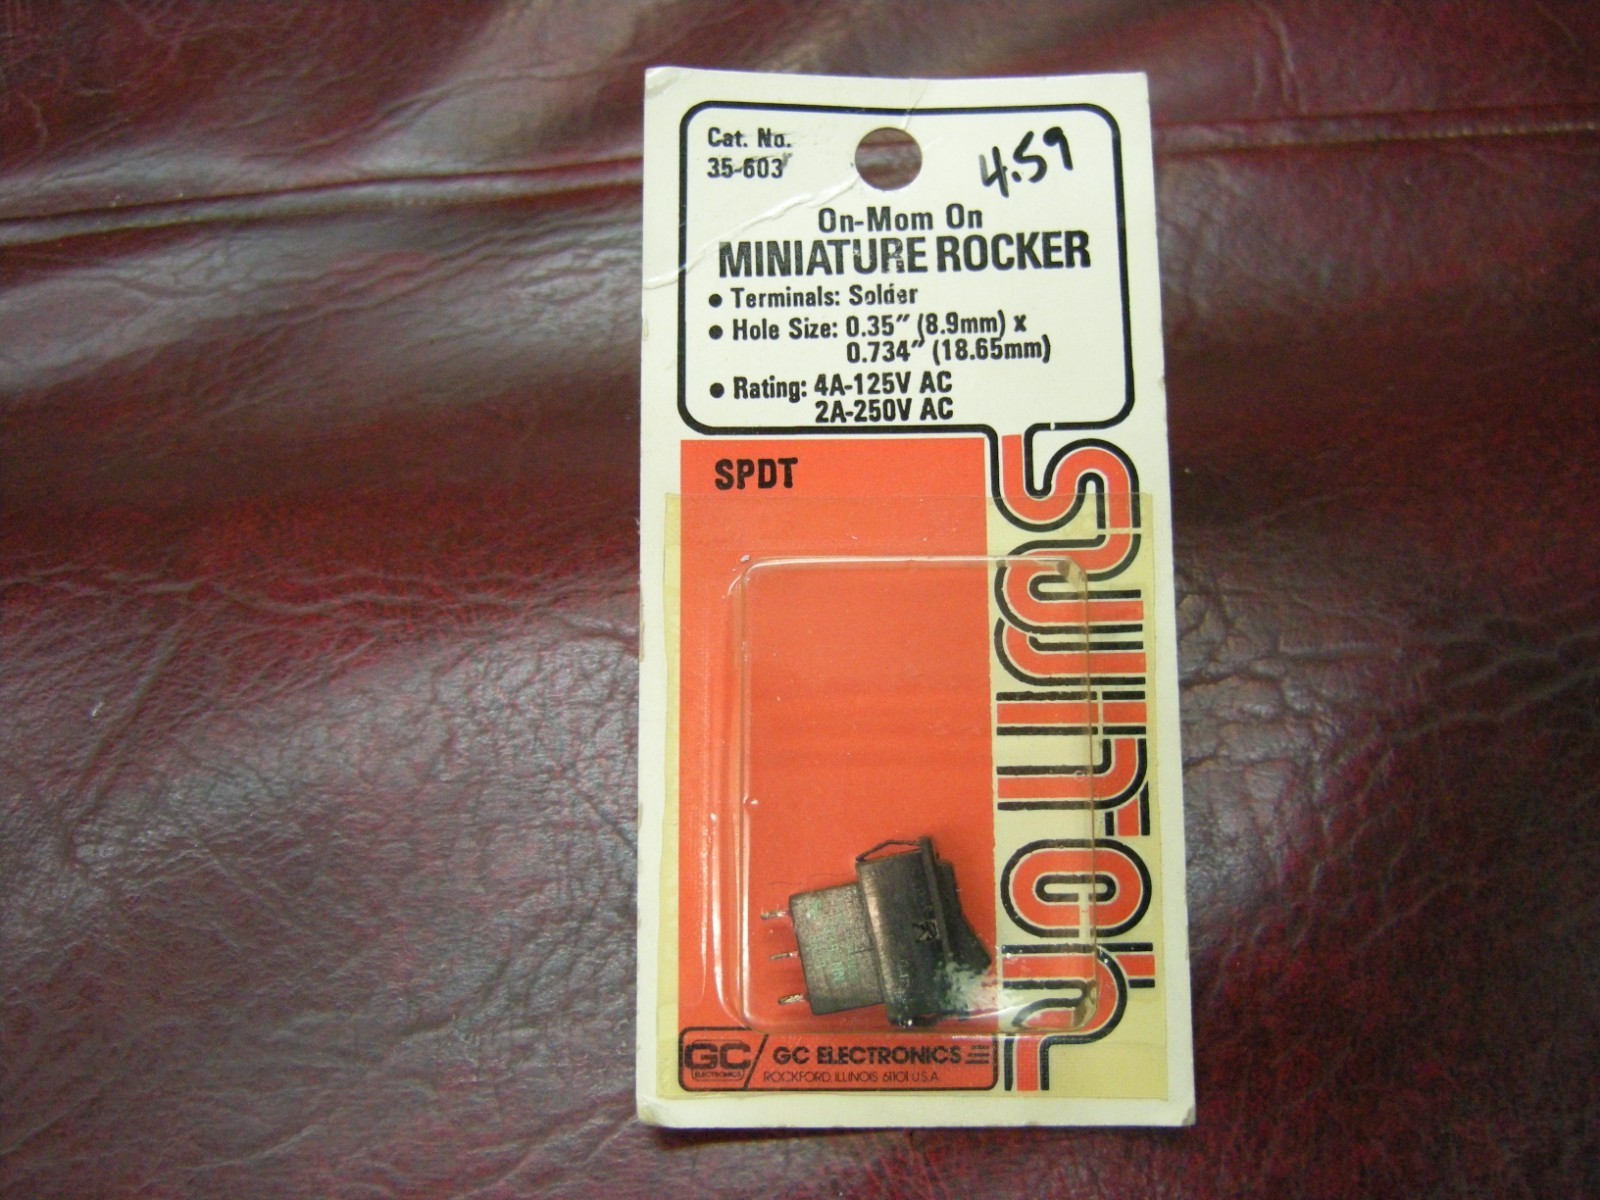 Cat. No.
35-603
4.59
On-Mom On
MINIATURE ROCKER
• Terminals: Solder
• Hole Size: 0.35" (8.9mm) x
0.734" (18.65mm)
• Rating: 4A-125V AC
2A-250V AC
SPDT
Switch
GC
ELECTRONICS
GC ELECTRONICS
ROCKFORD, ILLINOIS 61101 U.S.A.